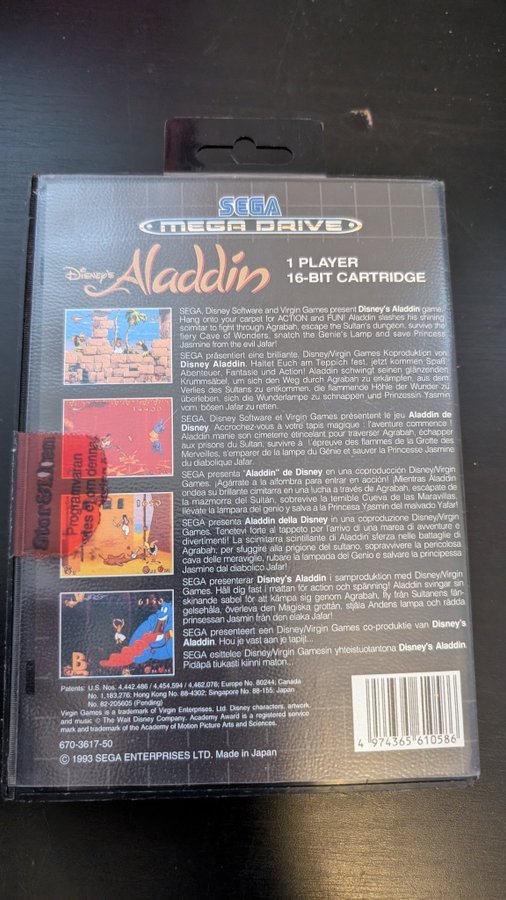 SEGA
MEGA DRIVE
DISNEY'S Aladdin
1 PLAYER
16-BIT CARTRIDGE
SEGA, Disney Software and Virgin Games present Disney's Aladdin game.
Hang onto your carpet for ACTION and FUN! Aladdin slashes his shining
scimitar to fight through Agrabah, escape the Sultan's dungeon, survive the
fiery Cave of Wonders, snatch the Genie's Lamp and save Princess
Jasmine from the evil Jafar!
SEGA präsentiert eine brillante, Disney/Virgin Games Koproduktion von
Disney Aladdin. Haltet Euch am Teppich fest, jetzt kommen Spaß,
Abenteuer, Fantasie und Action! Aladdin schwingt seinen glänzenden
Krummsäbel, um sich den Weg durch Agrabah zu erkämpfen, aus dem
Verlies des Sultans zu entkommen, die flammende Höhle der Wunder zu
überleben, sich die Wunderlampe zu schnappen und Prinzessin Yasmin
vom bösen Jafar zu retten.
SEGA, Disney Software et Virgin Games présentent le jeu Aladdin de
Disney. Accrochez-vous à votre tapis magique : l'aventure commence !
Aladdin manie son cimeterre étincelant pour traverser Agrabah, échapper
aux prisons du Sultan, survivre à l'épreuve des flammes de la Grotte des
Merveilles, s'emparer de la lampe du Génie et sauver la Princesse Jasmine
du diabolique Jafar.
SEGA presenta "Aladdin" de Disney en una coproducción Disney/Virgin
Games. ¡Agárrate a la alfombra para entrar en acción! ¡Mientras Aladdin
ondea su brillante cimitarra en una lucha a través de Agrabah, escápate de
la mazmorra del Sultán, sobrevive la terrible Cueva de las Maravillas,
llévate la lámpara del genio y salva a la Princesa Yasmin del malvado Yafar!
SEGA presenta Aladdin della Disney in una coproduzione Disney/Virgin
Games. Tenetevi forte al tappeto per l'arrivo di una marea di avventure e
divertimenti! La scimitarra scintillante di Aladdin sferza nelle battaglie di
Agrabah: per sfuggire alla prigione del sultano, sopravvivere la pericolosa
cava delle meraviglie, rubare la lampada del Genio e salvare la principessa
Jasmine dal diabolico Jafar!
SEGA presenterar Disney's Aladdin i samproduktion med Disney/Virgin
Games. Håll dig fast i mattan för action och spänning! Aladdin svingar sin
skinande sabel för att kämpa sig genom Agrabah, fly från Sultanens fän-
gelsehåla, överleva den Magiska grottan, stjäla Andens lampa och rädda
prinsessan Jasmin från den elaka Jafar!
SEGA presenteert een Disney/Virgin Games co-produktie van Disney's
Aladdin. Hou je vast aan je tapijt...
SEGA esittelee Disney/Virgin Gamesin yhteistuotantona Disney's Aladdin.
Pidäpä tiukasti kiinni maton...
Programvaran
Patents: U.S. Nos. 4,442,486 / 4,454,594 / 4,462,076; Europe No. 80244; Canada
No. 1,183,276; Hong Kong No. 88-4302; Singapore No. 88-155; Japan
No. 82-205605 (Pending)
Virgin Games is a trademark of Virgin Enterprises, Ltd. Disney characters, artwork,
and music © The Walt Disney Company. Academy Award is a registered service
mark and trademark of the Academy of Motion Picture Arts and Sciences.
670-3617-50
© 1993 SEGA ENTERPRISES LTD. Made in Japan
4 974365 610586